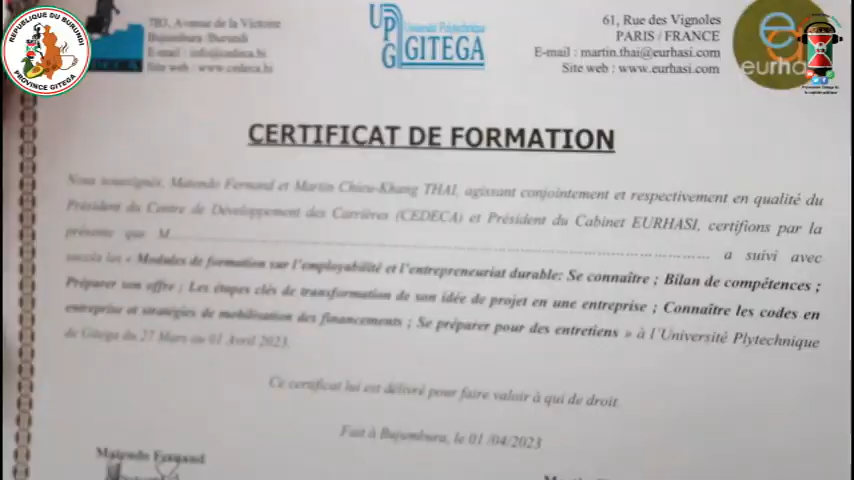 REPUBLIQUE DU BURUNDI
PROVINCE GITEGA
783, Avenue de la Victoire
Bujumbura/Burundi
E-mail : info@cedeca.bi
Site web : www.cedeca.bi
UPG
Université Polytechnique
GITEGA
61, Rue des Vignoles
PARIS / FRANCE
E-mail : martin.thai@eurhasi.com
Site web : www.eurhasi.com
eurhasi
CERTIFICAT DE FORMATION
Nous soussignés, Matendo Fernand et Martin Chieu-Khang THAI, agissant conjointement et respectivement en qualité du
Président du Centre de Développement des Carrières (CEDECA) et Président du Cabinet EURHASI, certifions par la
présente que M........................................................................................... a suivi avec
succès les « Modules de formation sur l'employabilité et l'entrepreneuriat durable: Se connaître ; Bilan de compétences ;
Préparer son offre ; Les étapes clés de transformation de son idée de projet en une entreprise ; Connaître les codes en
entreprise et stratégies de mobilisation des financements ; Se préparer pour des entretiens » à l'Université Plytechnique
de Gitega du 27 Mars au 01 Avril 2023.
Ce certificat lui est délivré pour faire valoir à qui de droit.
Fait à Bujumbura, le 01 /04/2023
Matendo Fernand